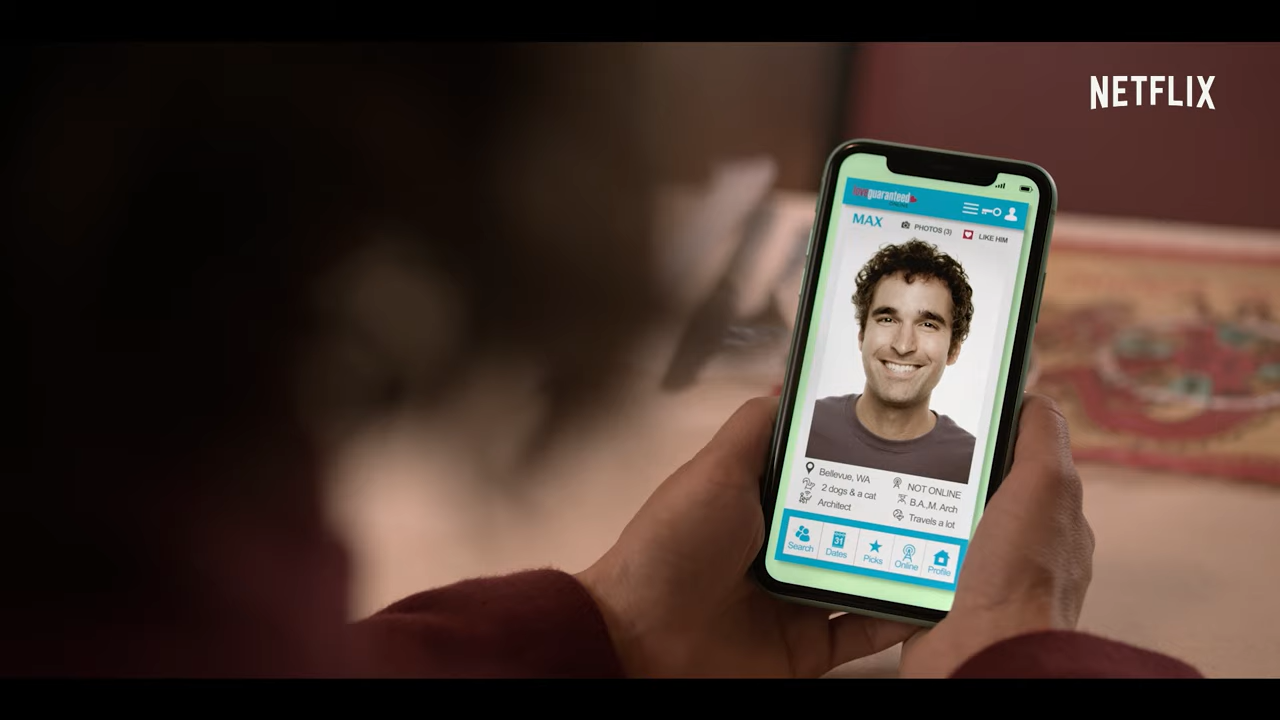 NETFLIX
loveguaranteed
MAX
PHOTOS (3)
LIKE HIM
Bellevue, WA
NOT ONLINE
2 dogs & a cat
B.A.,M. Arch
Architect
Travels a lot
31
Search
Dates
Picks
Online
Profile